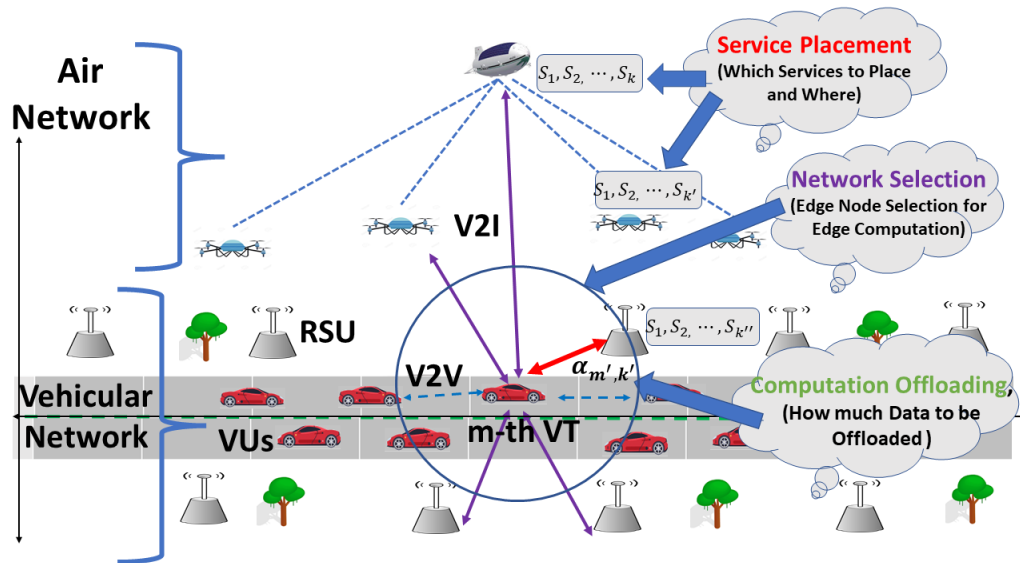 Air
Network
S₁, S₂, ⋯ , Sₖ
Service Placement
(Which Services to Place
and Where)
S₁, S₂, ⋯ , Sₖ′
Network Selection
(Edge Node Selection for
Edge Computation)
V2I
RSU
S₁, S₂, ⋯ , Sₖ″
V2V
αₘ′,ₖ′
Vehicular
Network
VUs
m-th VT
Computation Offloading,
(How much Data to be
Offloaded )